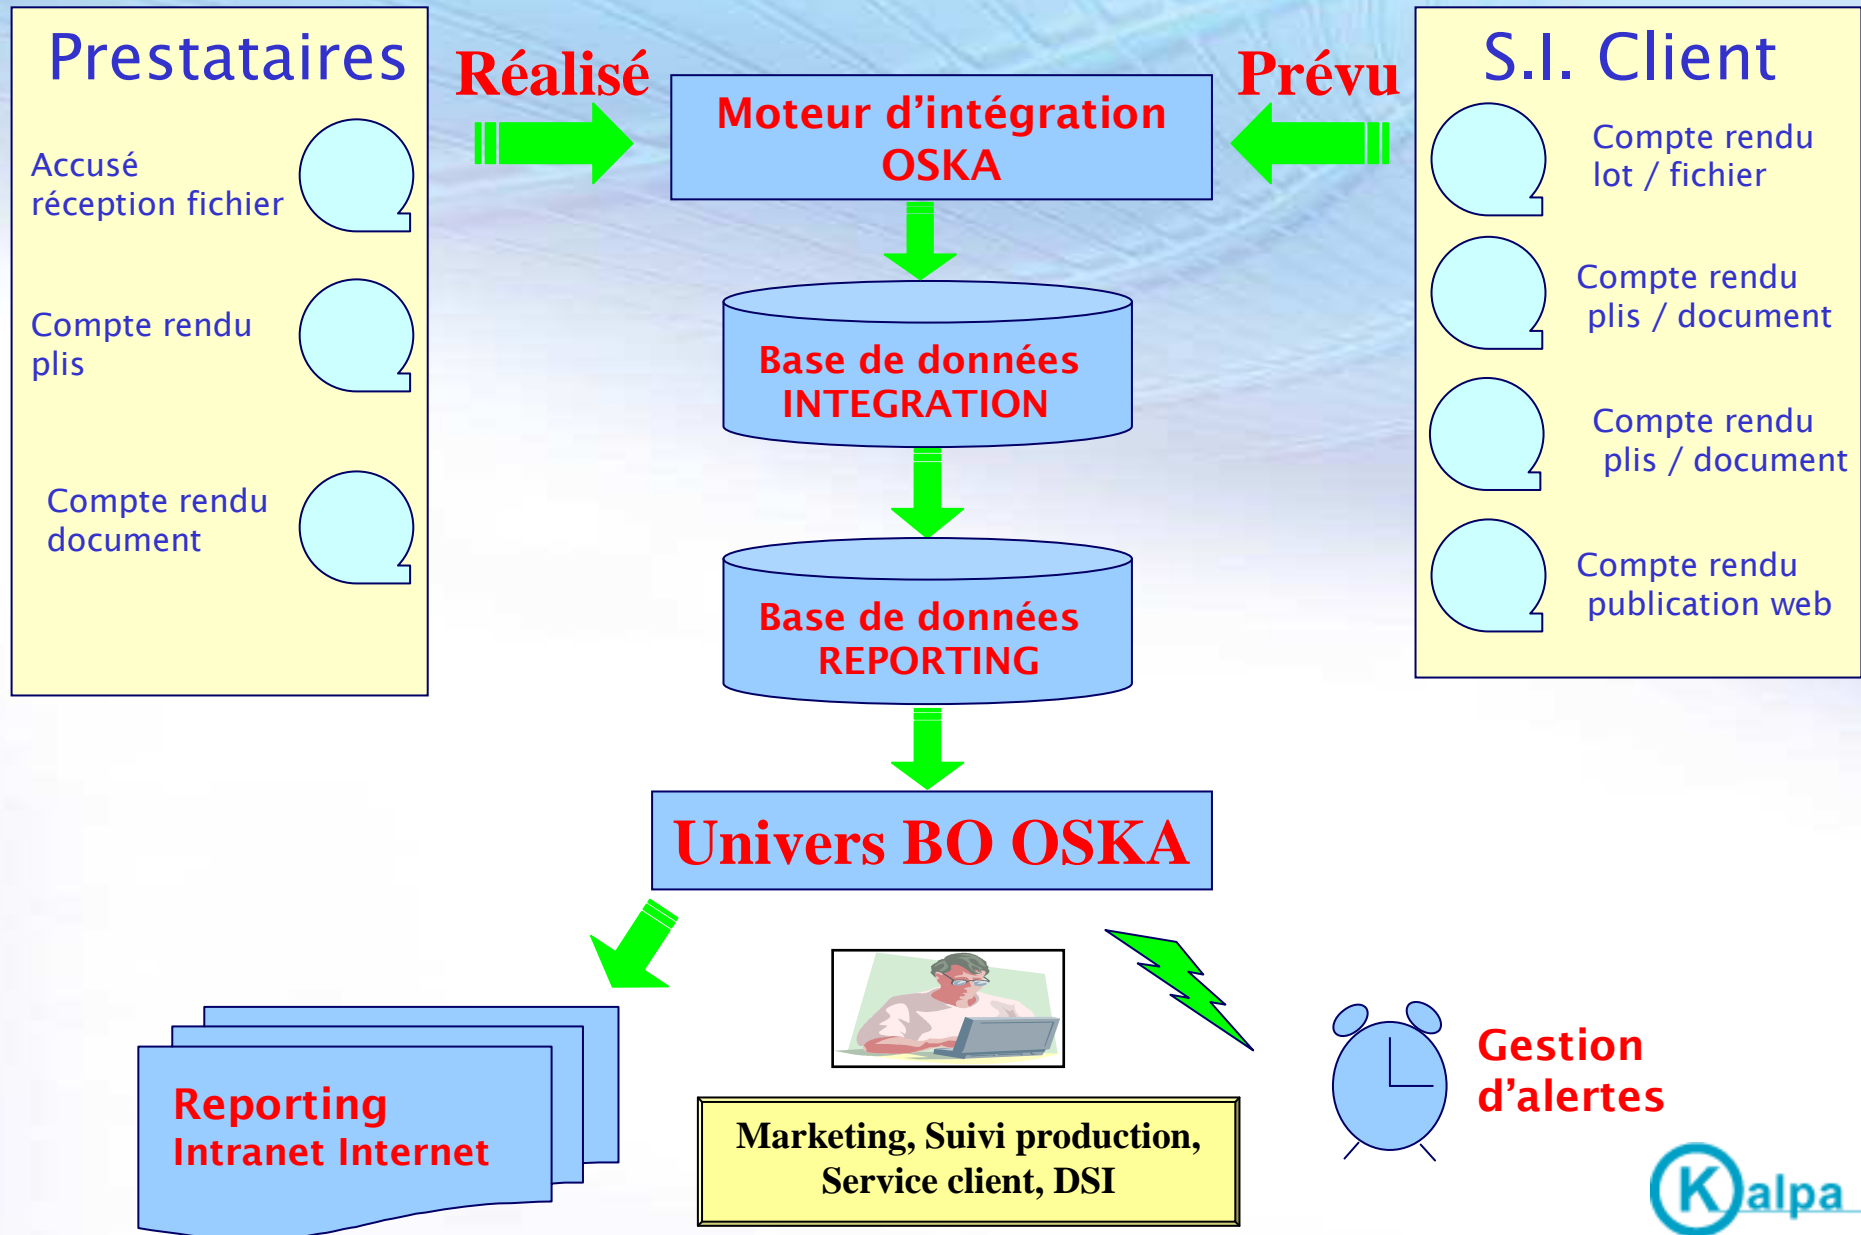 Prestataires
Accusé
réception fichier
Compte rendu
plis
Compte rendu
document
Réalisé
Moteur d'intégration
OSKA
Prévu
S.I. Client
Compte rendu
lot / fichier
Compte rendu
plis / document
Compte rendu
plis / document
Compte rendu
publication web
Base de données
INTEGRATION
Base de données
REPORTING
Univers BO OSKA
Reporting
Intranet Internet
Marketing, Suivi production,
Service client, DSI
Gestion
d'alertes
Kalpa